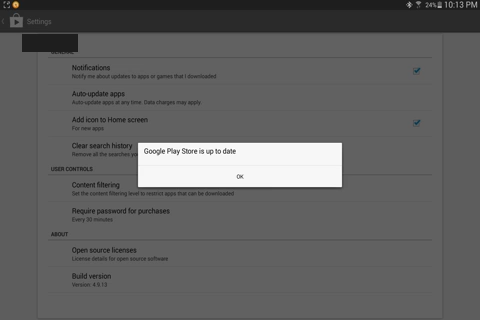 24% 10:13 PM
Settings
GENERAL
Notifications
Notify me about updates to apps or games that I downloaded
Auto-update apps
Auto-update apps at any time. Data charges may apply.
Add icon to Home screen
For new apps
Clear search history
Remove all the searches you
Google Play Store is up to date
OK
USER CONTROLS
Content filtering
Set the content filtering level to restrict apps that can be downloaded
Require password for purchases
Every 30 minutes
ABOUT
Open source licenses
License details for open source software
Build version
Version: 4.9.13